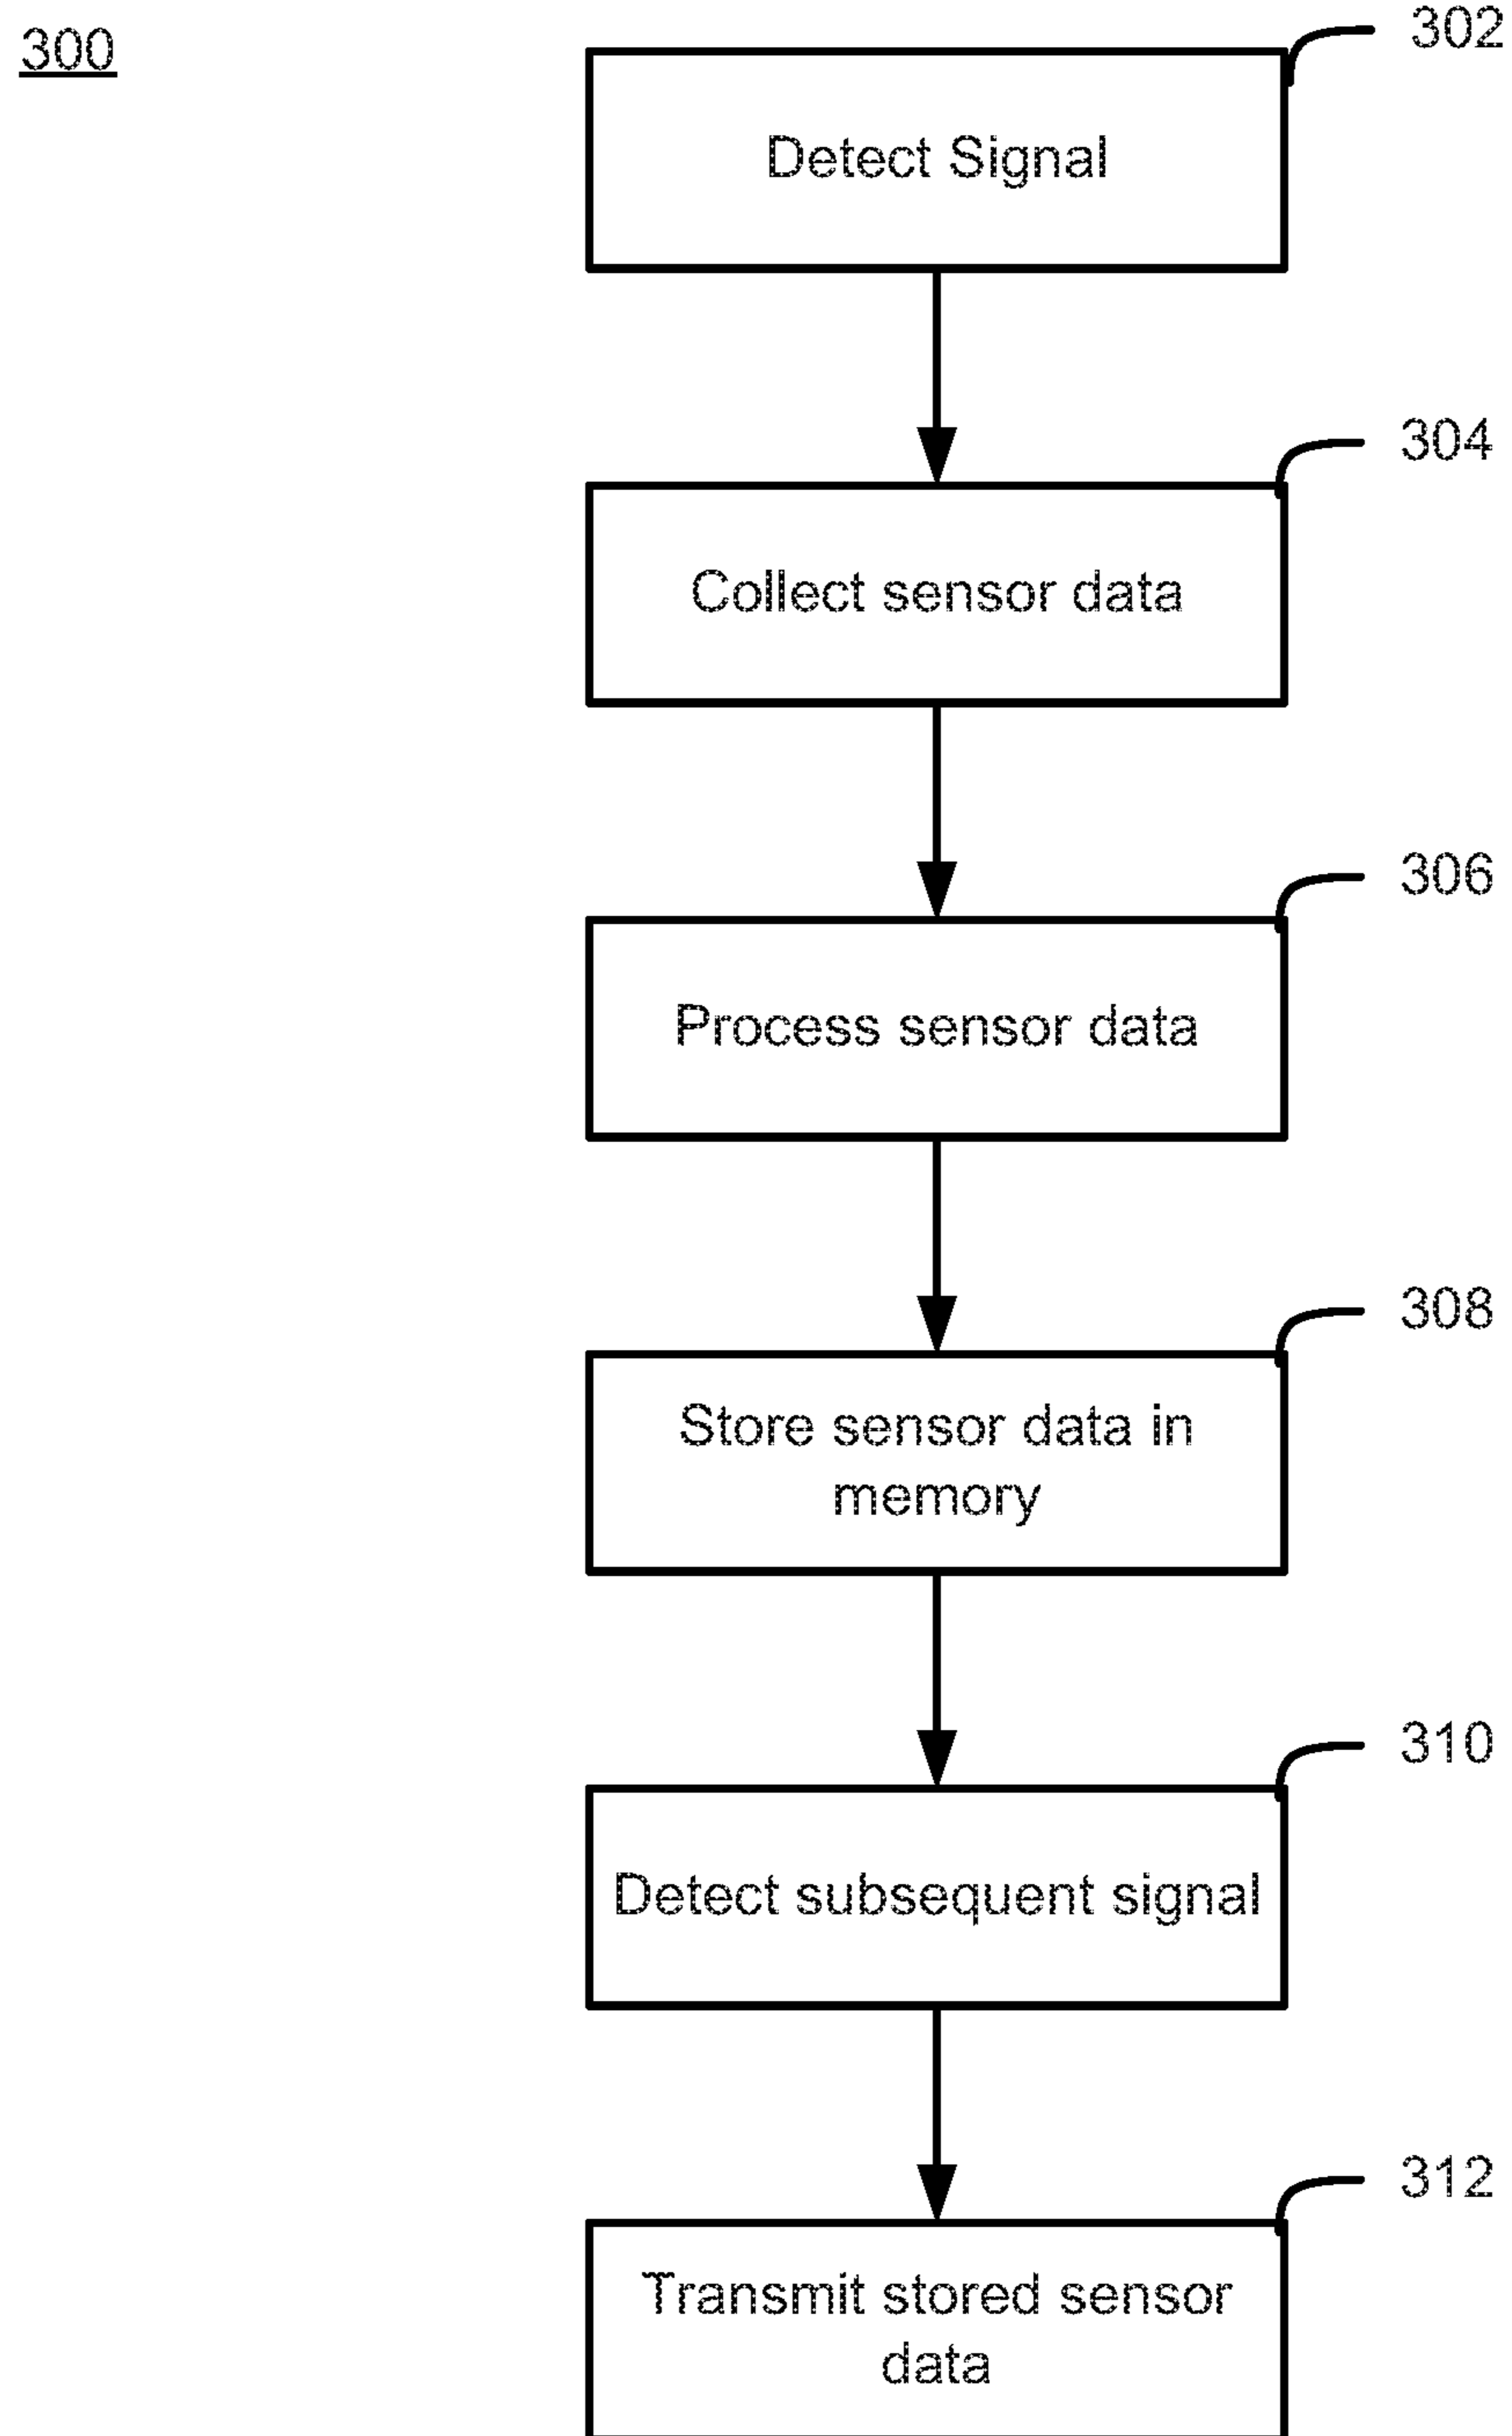 300
302
Detect Signal
304
Collect sensor data
306
Process sensor data
308
Store sensor data in
memory
310
Detect subsequent signal
312
Transmit stored sensor
data